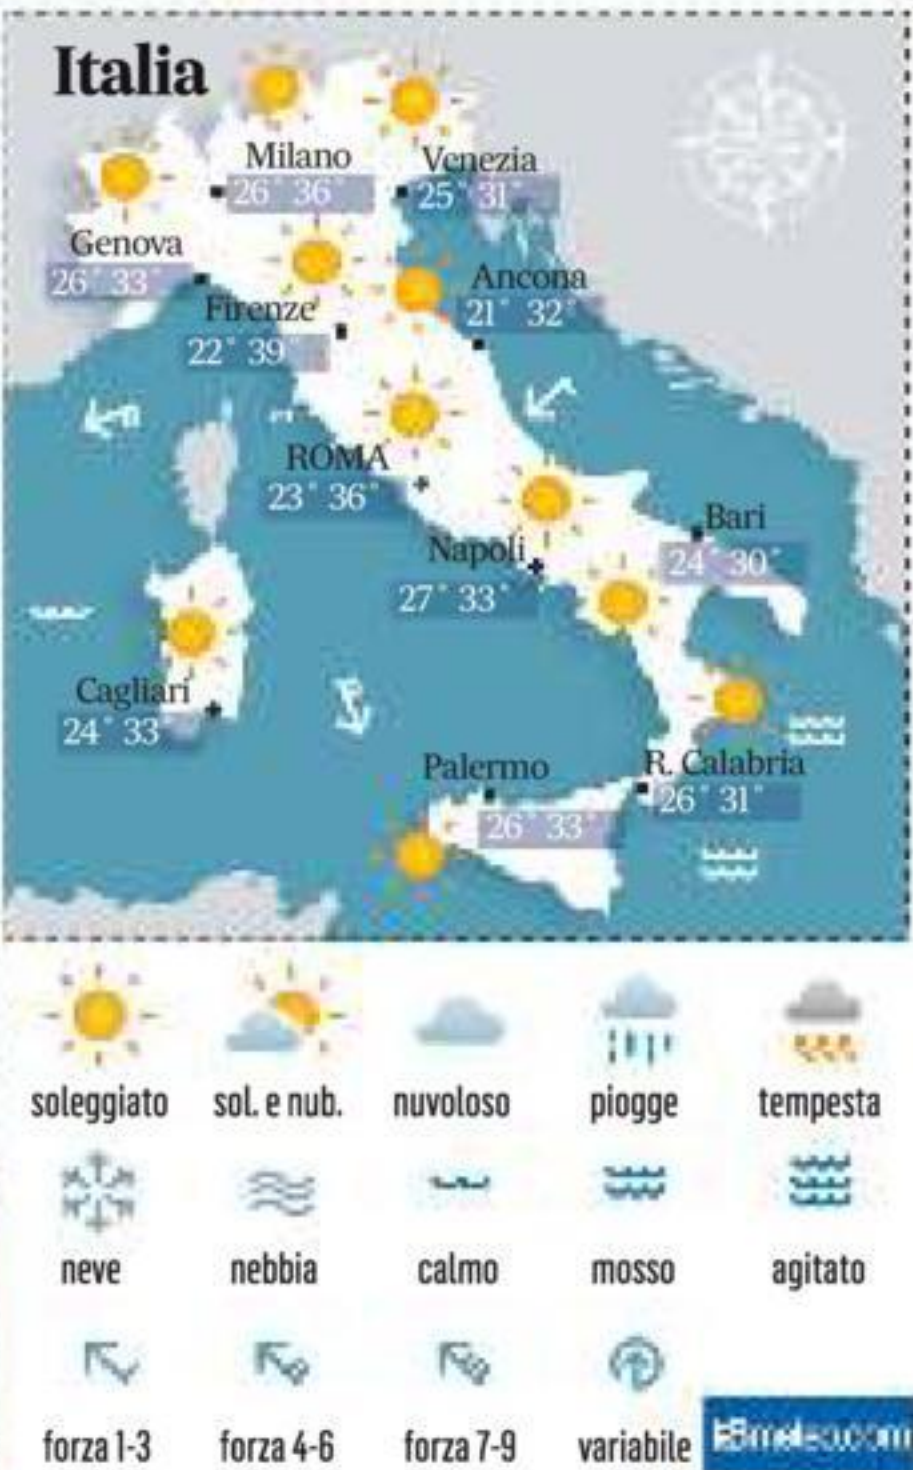 Italia
Milano
26° 36°
Venezia
25° 31°
Genova
26° 33°
Firenze
22° 39°
Ancona
21° 32°
ROMA
23° 36°
Bari
24° 30°
Napoli
27° 33°
Cagliari
24° 33°
Palermo
26° 33°
R. Calabria
26° 31°
soleggiato
sol. e nub.
nuvoloso
piogge
tempesta
neve
nebbia
calmo
mosso
agitato
forza 1-3
forza 4-6
forza 7-9
variabile